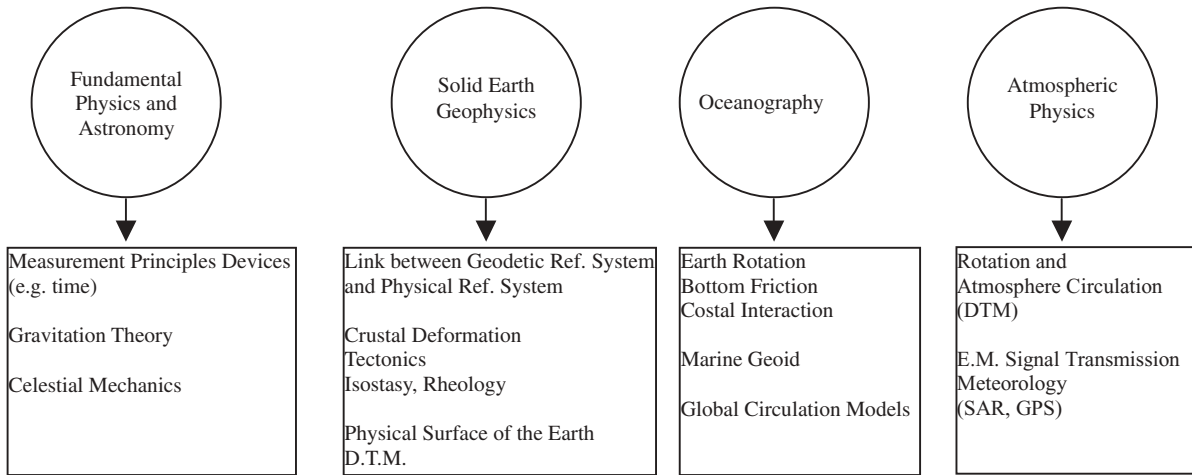 Fundamental
Physics and
Astronomy
Solid Earth
Geophysics
Oceanography
Atmospheric
Physics
Measurement Principles Devices
(e.g. time)
Gravitation Theory
Celestial Mechanics
Link between Geodetic Ref. System
and Physical Ref. System
Crustal Deformation
Tectonics
Isostasy, Rheology
Physical Surface of the Earth
D.T.M.
Earth Rotation
Bottom Friction
Costal Interaction
Marine Geoid
Global Circulation Models
Rotation and
Atmosphere Circulation
(DTM)
E.M. Signal Transmission
Meteorology
(SAR, GPS)